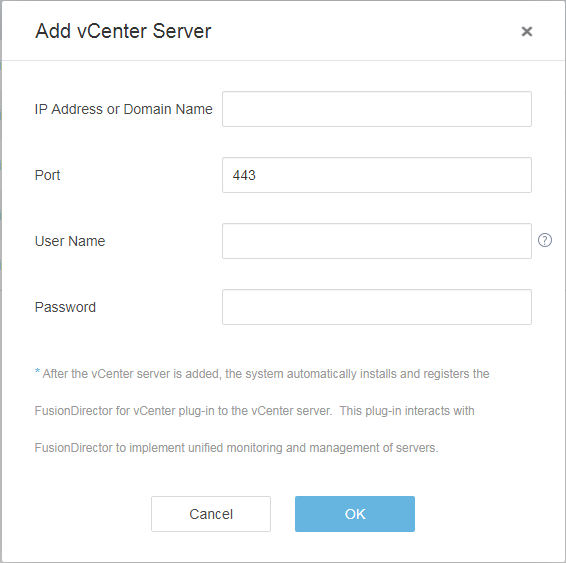 Add vCenter Server
IP Address or Domain Name
Port
443
User Name
?
Password
* After the vCenter server is added, the system automatically installs and registers the
FusionDirector for vCenter plug-in to the vCenter server. This plug-in interacts with
FusionDirector to implement unified monitoring and management of servers.
Cancel
OK